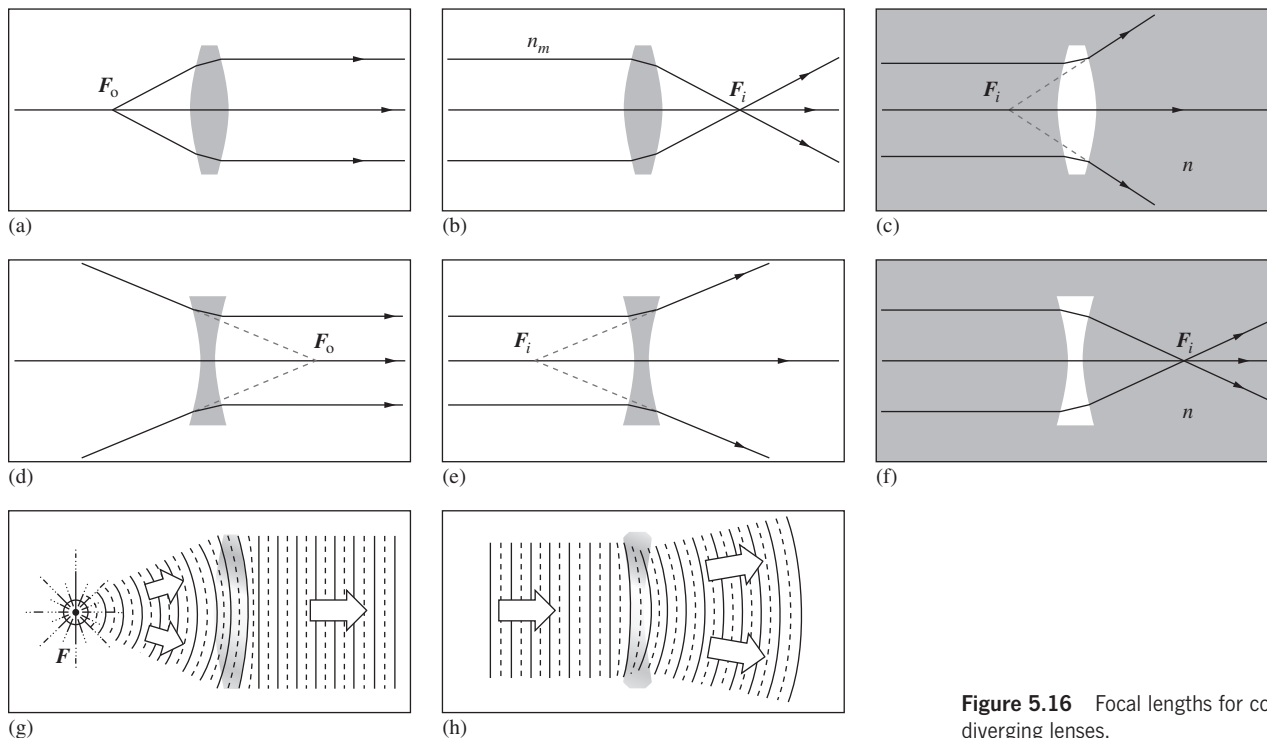 F_o
n_m
F_i
F_i
n
(a)
(b)
(c)
F_o
F_i
F_i
n
(d)
(e)
(f)
F
(g)
(h)
Figure 5.16 Focal lengths for co
diverging lenses.